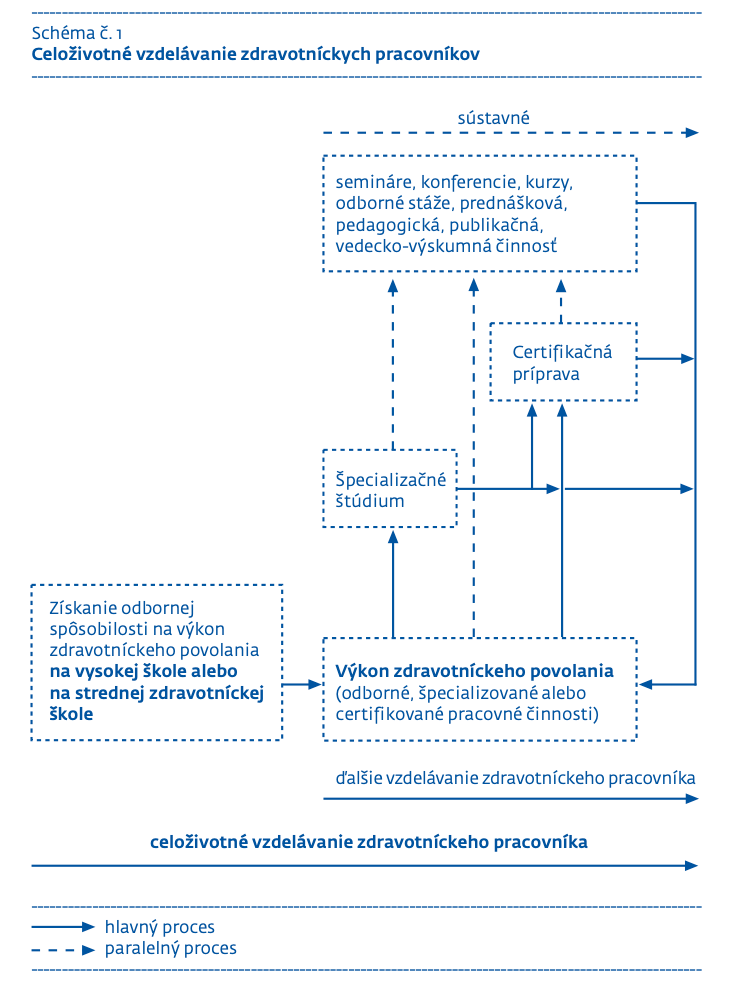 Schéma č. 1
Celoživotné vzdelávanie zdravotníckych pracovníkov
sústavné
semináre, konferencie, kurzy,
odborné stáže, prednášková,
pedagogická, publikačná,
vedecko-výskumná činnosť
Certifikačná
príprava
Špecializačné
štúdium
Získanie odbornej
spôsobilosti na výkon
zdravotníckeho povolania
na vysokej škole alebo
na strednej zdravotníckej
škole
Výkon zdravotníckeho povolania
(odborné, špecializované alebo
certifikované pracovné činnosti)
ďalšie vzdelávanie zdravotníckeho pracovníka
celoživotné vzdelávanie zdravotníckeho pracovníka
hlavný proces
paralelný proces